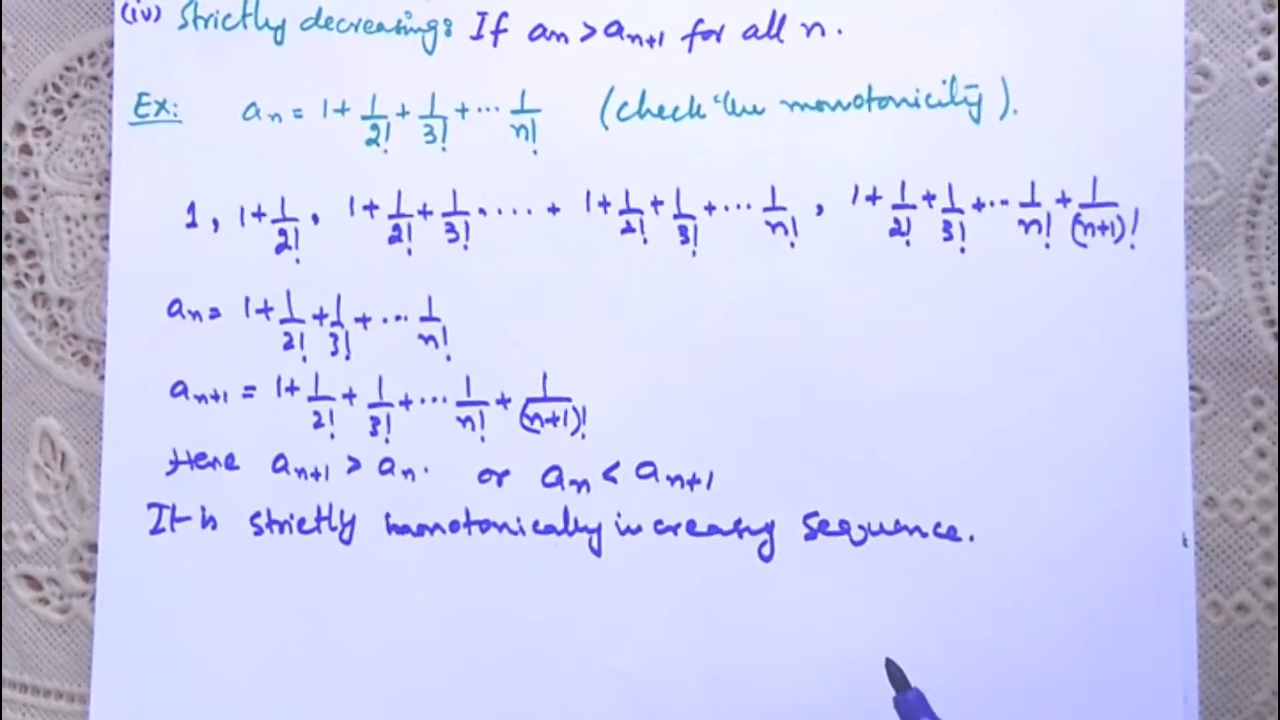 (iv) Strictly decreasing: If aₙ > aₙ₊₁ for all n.
Ex: aₙ = 1 + 1/2! + 1/3! + ... 1/n! (check the monotonicity).
1, 1 + 1/2!, 1 + 1/2! + 1/3! ..... + 1 + 1/2! + 1/3! + ... 1/n!, 1 + 1/2! + 1/3! + ... 1/n! + 1/(n+1)!
aₙ = 1 + 1/2! + 1/3! + ... 1/n!
aₙ₊₁ = 1 + 1/2! + 1/3! + ... 1/n! + 1/(n+1)!
Here aₙ₊₁ > aₙ. or aₙ < aₙ₊₁
It is strictly monotonically increasing sequence.